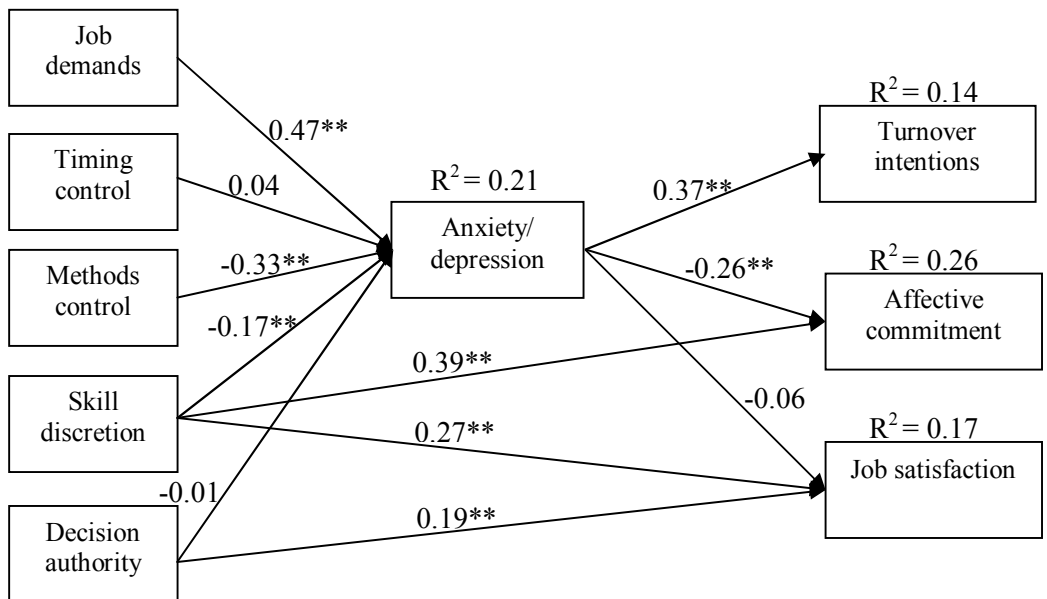 Job
demands
0.47**
Timing
control
0.04
Methods
control
-0.33**
-0.17**
Skill
discretion
-0.01
Decision
authority
R² = 0.21
Anxiety/
depression
0.37**
-0.26**
0.39**
-0.06
0.27**
0.19**
R² = 0.14
Turnover
intentions
R² = 0.26
Affective
commitment
R² = 0.17
Job satisfaction